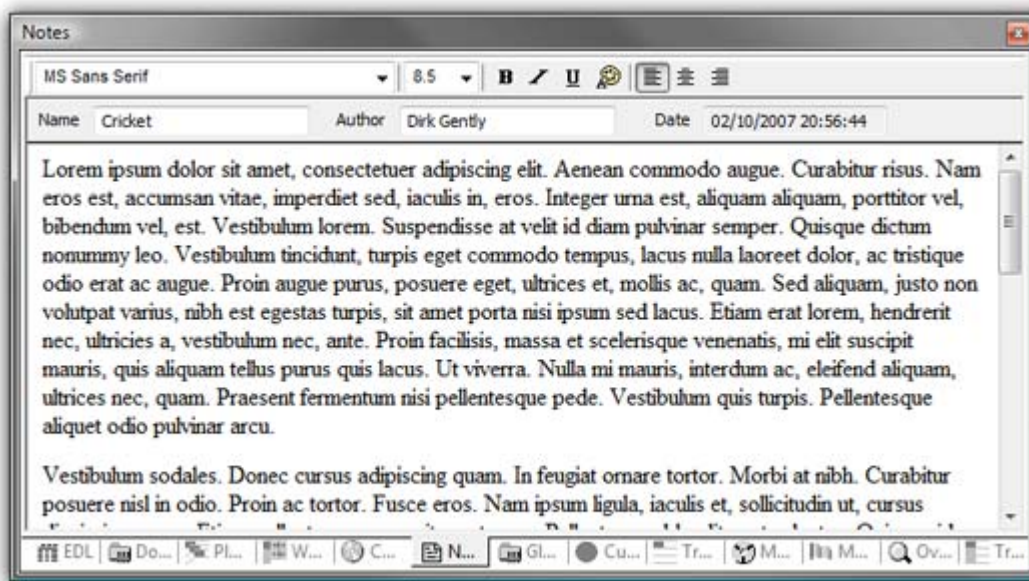 Notes
MS Sans Serif 8.5 B I U
Name Cricket Author Dirk Gently Date 02/10/2007 20:56:44
Lorem ipsum dolor sit amet, consectetuer adipiscing elit. Aenean commodo augue. Curabitur risus. Nam
eros est, accumsan vitae, imperdiet sed, iaculis in, eros. Integer urna est, aliquam aliquam, porttitor vel,
bibendum vel, est. Vestibulum lorem. Suspendisse at velit id diam pulvinar semper. Quisque dictum
nonummy leo. Vestibulum tincidunt, turpis eget commodo tempus, lacus nulla laoreet dolor, ac tristique
odio erat ac augue. Proin augue purus, posuere eget, ultrices et, mollis ac, quam. Sed aliquam, justo non
volutpat varius, nibh est egestas turpis, sit amet porta nisi ipsum sed lacus. Etiam erat lorem, hendrerit
nec, ultricies a, vestibulum nec, ante. Proin facilisis, massa et scelerisque venenatis, mi elit suscipit
mauris, quis aliquam tellus purus quis lacus. Ut viverra. Nulla mi mauris, interdum ac, eleifend aliquam,
ultrices nec, quam. Praesent fermentum nisi pellentesque pede. Vestibulum quis turpis. Pellentesque
aliquet odio pulvinar arcu.
Vestibulum sodales. Donec cursus adipiscing quam. In feugiat ornare tortor. Morbi at nibh. Curabitur
posuere nisl in odio. Proin ac tortor. Fusce eros. Nam ipsum ligula, iaculis et, sollicitudin ut, cursus
EDL Do... Pl... W... C... N... Gl... Cu... Tr... M... M... Ov... Tr...